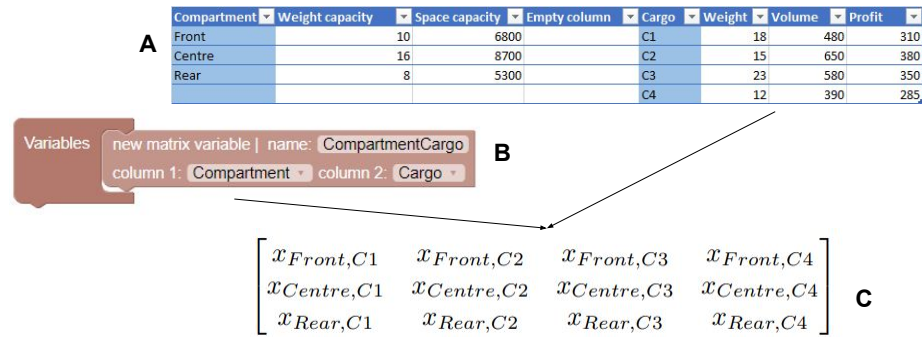 Compartment Weight capacity Space capacity Empty column Cargo Weight Volume Profit
A
Front 10 6800 C1 18 480 310
Centre 16 8700 C2 15 650 380
Rear 8 5300 C3 23 580 350
C4 12 390 285
Variables new matrix variable | name: CompartmentCargo
column 1: Compartment column 2: Cargo
B
x_{Front,C1} x_{Front,C2} x_{Front,C3} x_{Front,C4}
x_{Centre,C1} x_{Centre,C2} x_{Centre,C3} x_{Centre,C4}
x_{Rear,C1} x_{Rear,C2} x_{Rear,C3} x_{Rear,C4}
C